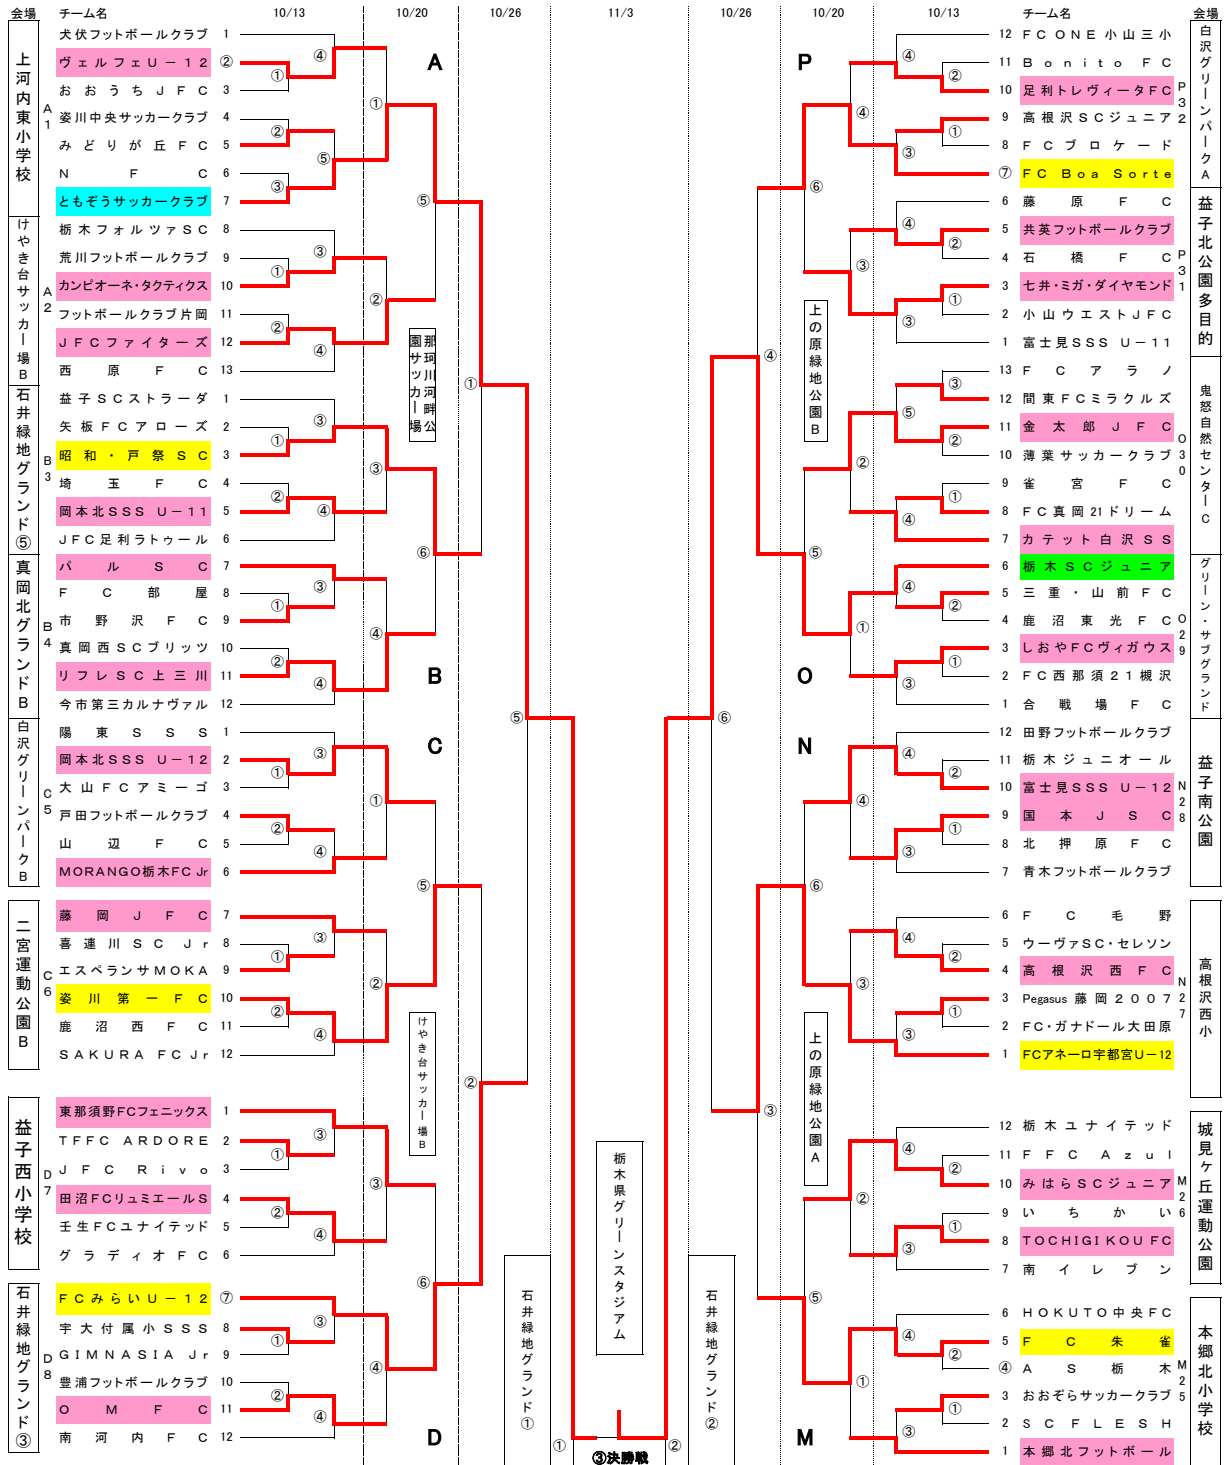 会場 チーム名 10/13 10/20 10/26 11/3 10/26 10/20 10/13 チーム名 会場
上河内東小学校
A1
犬伏フットボールクラブ 1
ヴェルフェU－12 ②
おおうちJFC 3
姿川中央サッカークラブ 4
みどりが丘FC 5
NFC 6
ともぞうサッカークラブ 7
けやき台サッカー場B
A2
栃木フォルツァSC 8
荒川フットボールクラブ 9
カンピオーネ・タクティクス 10
フットボールクラブ片岡 11
JFCファイターズ 12
西原FC 13
石井緑地グランド⑤
B3
益子SCストラーダ 1
矢板FCアローズ 2
昭和・戸祭SC 3
埼玉FC 4
岡本北SSS U－11 5
JFC足利ラトゥール 6
真岡北グランドB
B4
パルSC 7
FC部屋 8
市野沢FC 9
真岡西SCブリッツ 10
リフレSC上三川 11
今市第三カルナヴァル 12
白沢グリーンパークB
C5
陽東SSS 1
岡本北SSS U－12 2
大山FCアミーゴ 3
戸田フットボールクラブ 4
山辺FC 5
MORANGO栃木FC Jr 6
二宮運動公園B
C6
藤岡JFC 7
喜連川SC Jr 8
エスペランサMOKA 9
姿川第一FC 10
鹿沼西FC 11
SAKURA FC Jr 12
益子西小学校
D7
東那須野FCフェニックス 1
TFFC ARDORE 2
JFC Rivo 3
田沼FCリュミエールS 4
壬生FCユナイテッド 5
グラディオFC 6
石井緑地グランド③
D8
FCみらいU－12 ⑦
宇大付属小SSS 8
GIMNASIA Jr 9
豊浦フットボールクラブ 10
OMFC 11
南河内FC 12
A
B
C
D
那珂川河畔公園サッカー場
けやき台サッカー場B
石井緑地グランド①
栃木県グリーンスタジアム
石井緑地グランド②
① ③決勝戦 ②
上の原緑地公園B
上の原緑地公園A
P
O
N
M
白沢グリーンパークA
P32
12 FC ONE小山三小
11 Bonito FC
10 足利トレヴィータFC
9 高根沢SCジュニア
8 FCブロケード
⑦ FC Boa Sorte
益子北公園多目的
P31
6 藤原FC
5 共英フットボールクラブ
4 石橋FC
3 七井・ミガ・ダイヤモンド
2 小山ウエストJFC
1 富士見SSS U－11
鬼怒自然センターC
O30
13 FCアラノ
12 間東FCミラクルズ
11 金太郎JFC
10 薄葉サッカークラブ
9 雀宮FC
8 FC真岡21ドリーム
7 カテット白沢SS
グリーン・サブグランド
O29
6 栃木SCジュニア
5 三重・山前FC
4 鹿沼東光FC
3 しおやFCヴィガウス
2 FC西那須21槻沢
1 合戦場FC
益子南公園
N28
12 田野フットボールクラブ
11 栃木ジュニオール
10 富士見SSS U－12
9 国本JSC
8 北押原FC
7 青木フットボールクラブ
高根沢西小
N27
6 FC毛野
5 ウーヴァSC・セレソン
4 高根沢西FC
3 Pegasus 藤岡2007
2 FC・ガナドール大田原
1 FCアネーロ宇都宮U－12
城見ヶ丘運動公園
M26
12 栃木ユナイテッド
11 FFC Azul
10 みはらSCジュニア
9 いちかい
8 TOCHIGI KOU FC
7 南イレブン
本郷北小学校
M25
6 HOKUTO中央FC
5 FC朱雀
④ AS栃木
3 おおぞらサッカークラブ
2 SC FLESH
1 本郷北フットボール